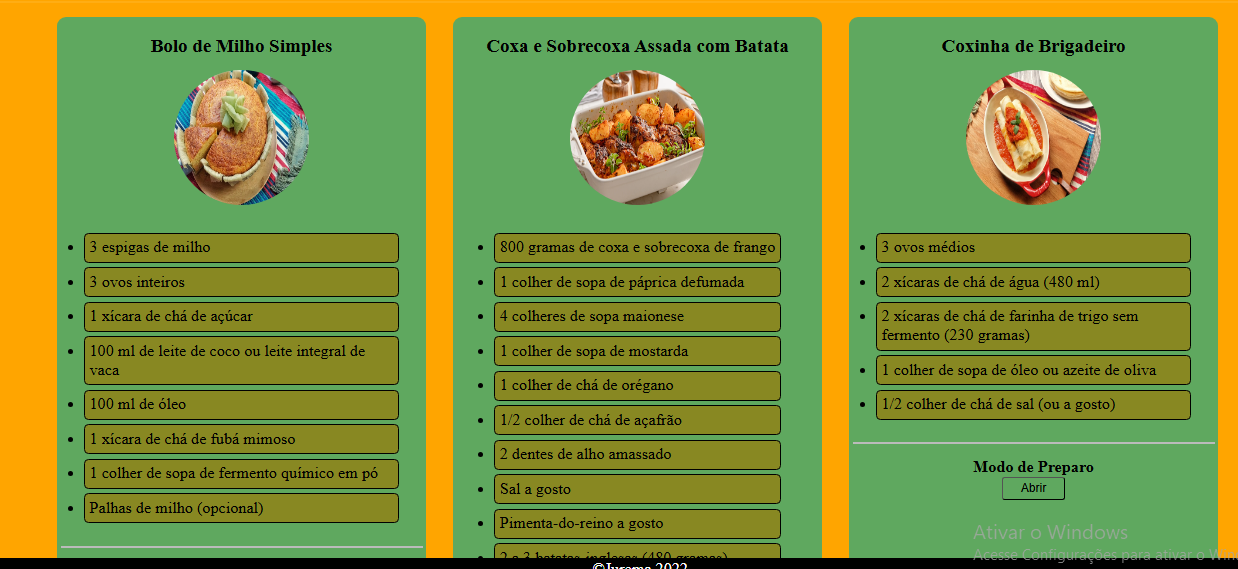 Bolo de Milho Simples
3 espigas de milho
3 ovos inteiros
1 xícara de chá de açúcar
100 ml de leite de coco ou leite integral de
vaca
100 ml de óleo
1 xícara de chá de fubá mimoso
1 colher de sopa de fermento químico em pó
Palhas de milho (opcional)
Coxa e Sobrecoxa Assada com Batata
800 gramas de coxa e sobrecoxa de frango
1 colher de sopa de páprica defumada
4 colheres de sopa maionese
1 colher de sopa de mostarda
1 colher de chá de orégano
1/2 colher de chá de açafrão
2 dentes de alho amassado
Sal a gosto
Pimenta-do-reino a gosto
2 a 3 batatas-inglesas (480 gramas)
Coxinha de Brigadeiro
3 ovos médios
2 xícaras de chá de água (480 ml)
2 xícaras de chá de farinha de trigo sem
fermento (230 gramas)
1 colher de sopa de óleo ou azeite de oliva
1/2 colher de chá de sal (ou a gosto)
Modo de Preparo
Abrir
Ativar o Windows
Acesse Configurações para ativar o Win
©Jurema 2022